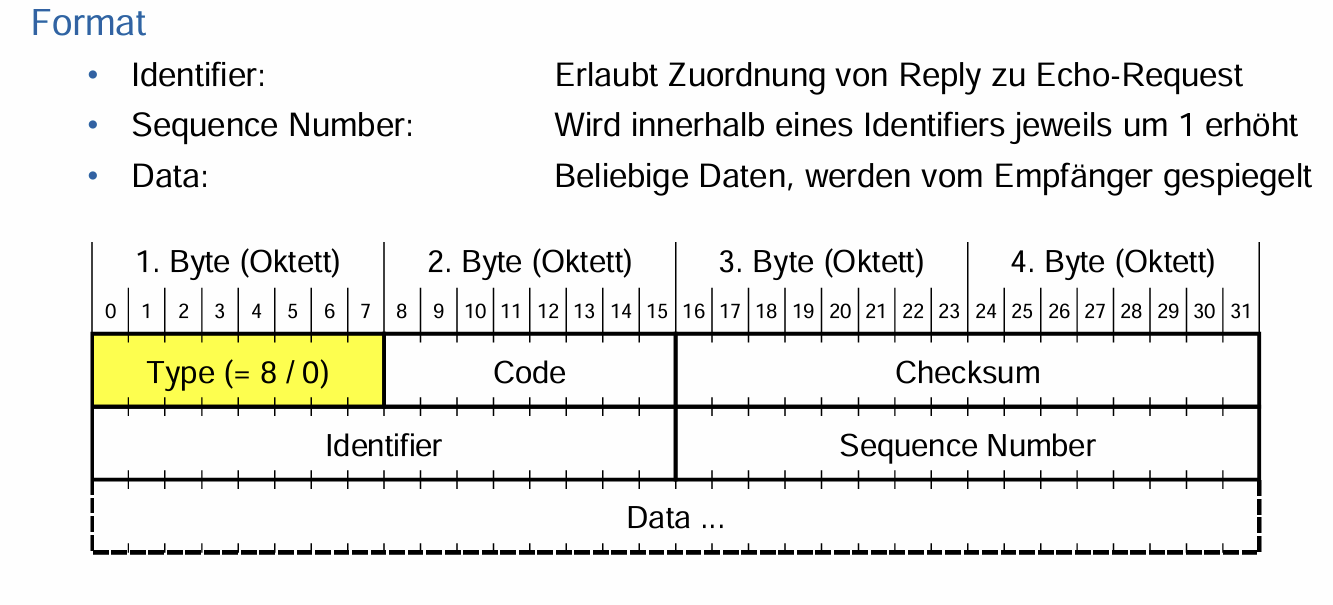 Format
• Identifier: Erlaubt Zuordnung von Reply zu Echo-Request
• Sequence Number: Wird innerhalb eines Identifiers jeweils um 1 erhöht
• Data: Beliebige Daten, werden vom Empfänger gespiegelt
1. Byte (Oktett) 2. Byte (Oktett) 3. Byte (Oktett) 4. Byte (Oktett)
0 1 2 3 4 5 6 7 8 9 10 11 12 13 14 15 16 17 18 19 20 21 22 23 24 25 26 27 28 29 30 31
Type (= 8 / 0) Code Checksum
Identifier Sequence Number
Data ...